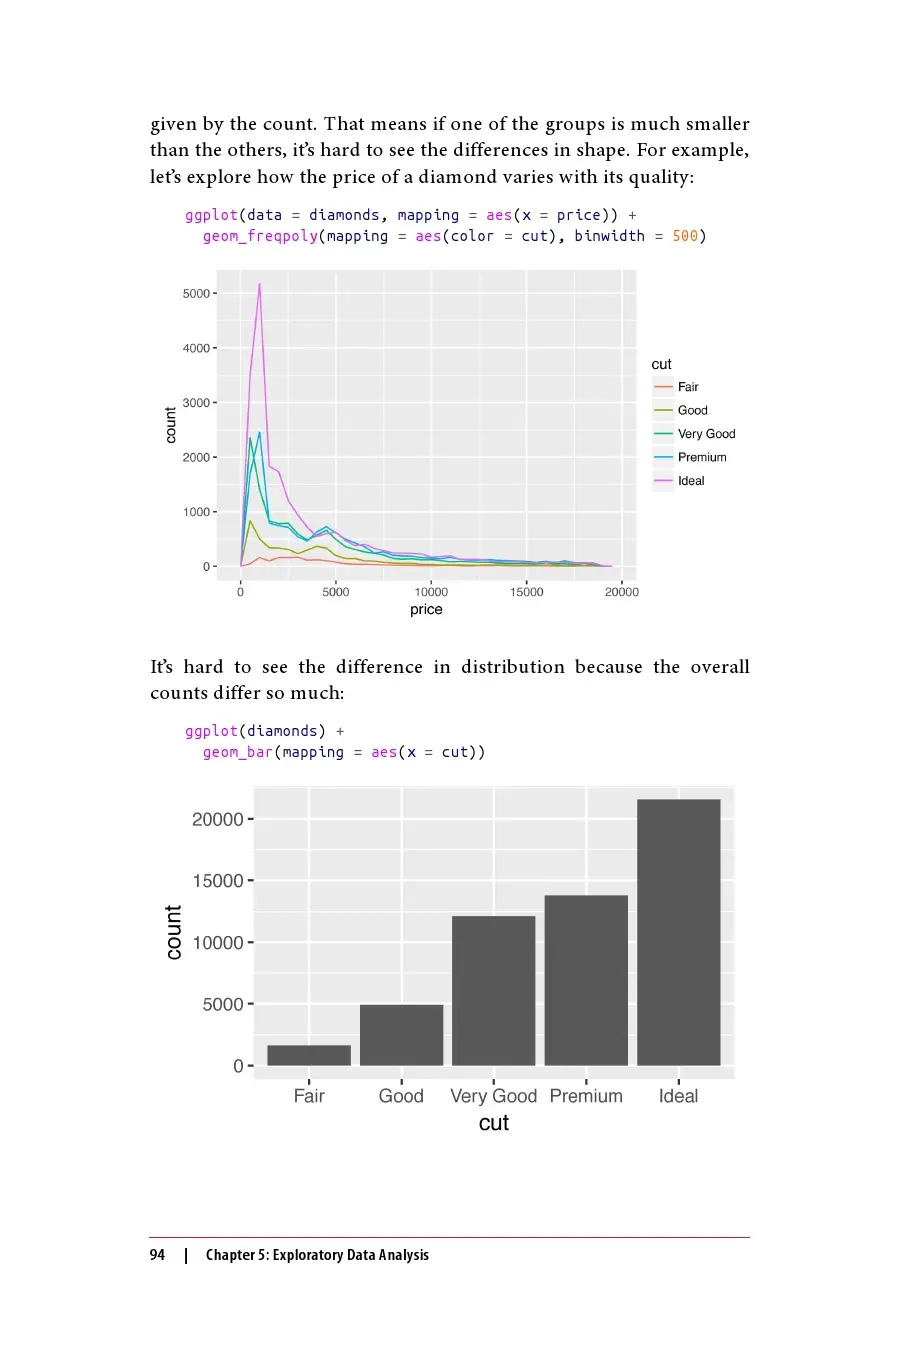 given by the count. That means if one of the groups is much smaller
than the others, it’s hard to see the differences in shape. For example,
let’s explore how the price of a diamond varies with its quality:
ggplot(data = diamonds, mapping = aes(x = price)) +
geom_freqpoly(mapping = aes(color = cut), binwidth = 500)
5000
4000
3000
2000
1000
0
count
0 5000 10000 15000 20000
price
cut
Fair
Good
Very Good
Premium
Ideal
It’s hard to see the difference in distribution because the overall
counts differ so much:
ggplot(diamonds) +
geom_bar(mapping = aes(x = cut))
20000
15000
10000
5000
0
count
Fair Good Very Good Premium Ideal
cut
94 | Chapter 5: Exploratory Data Analysis